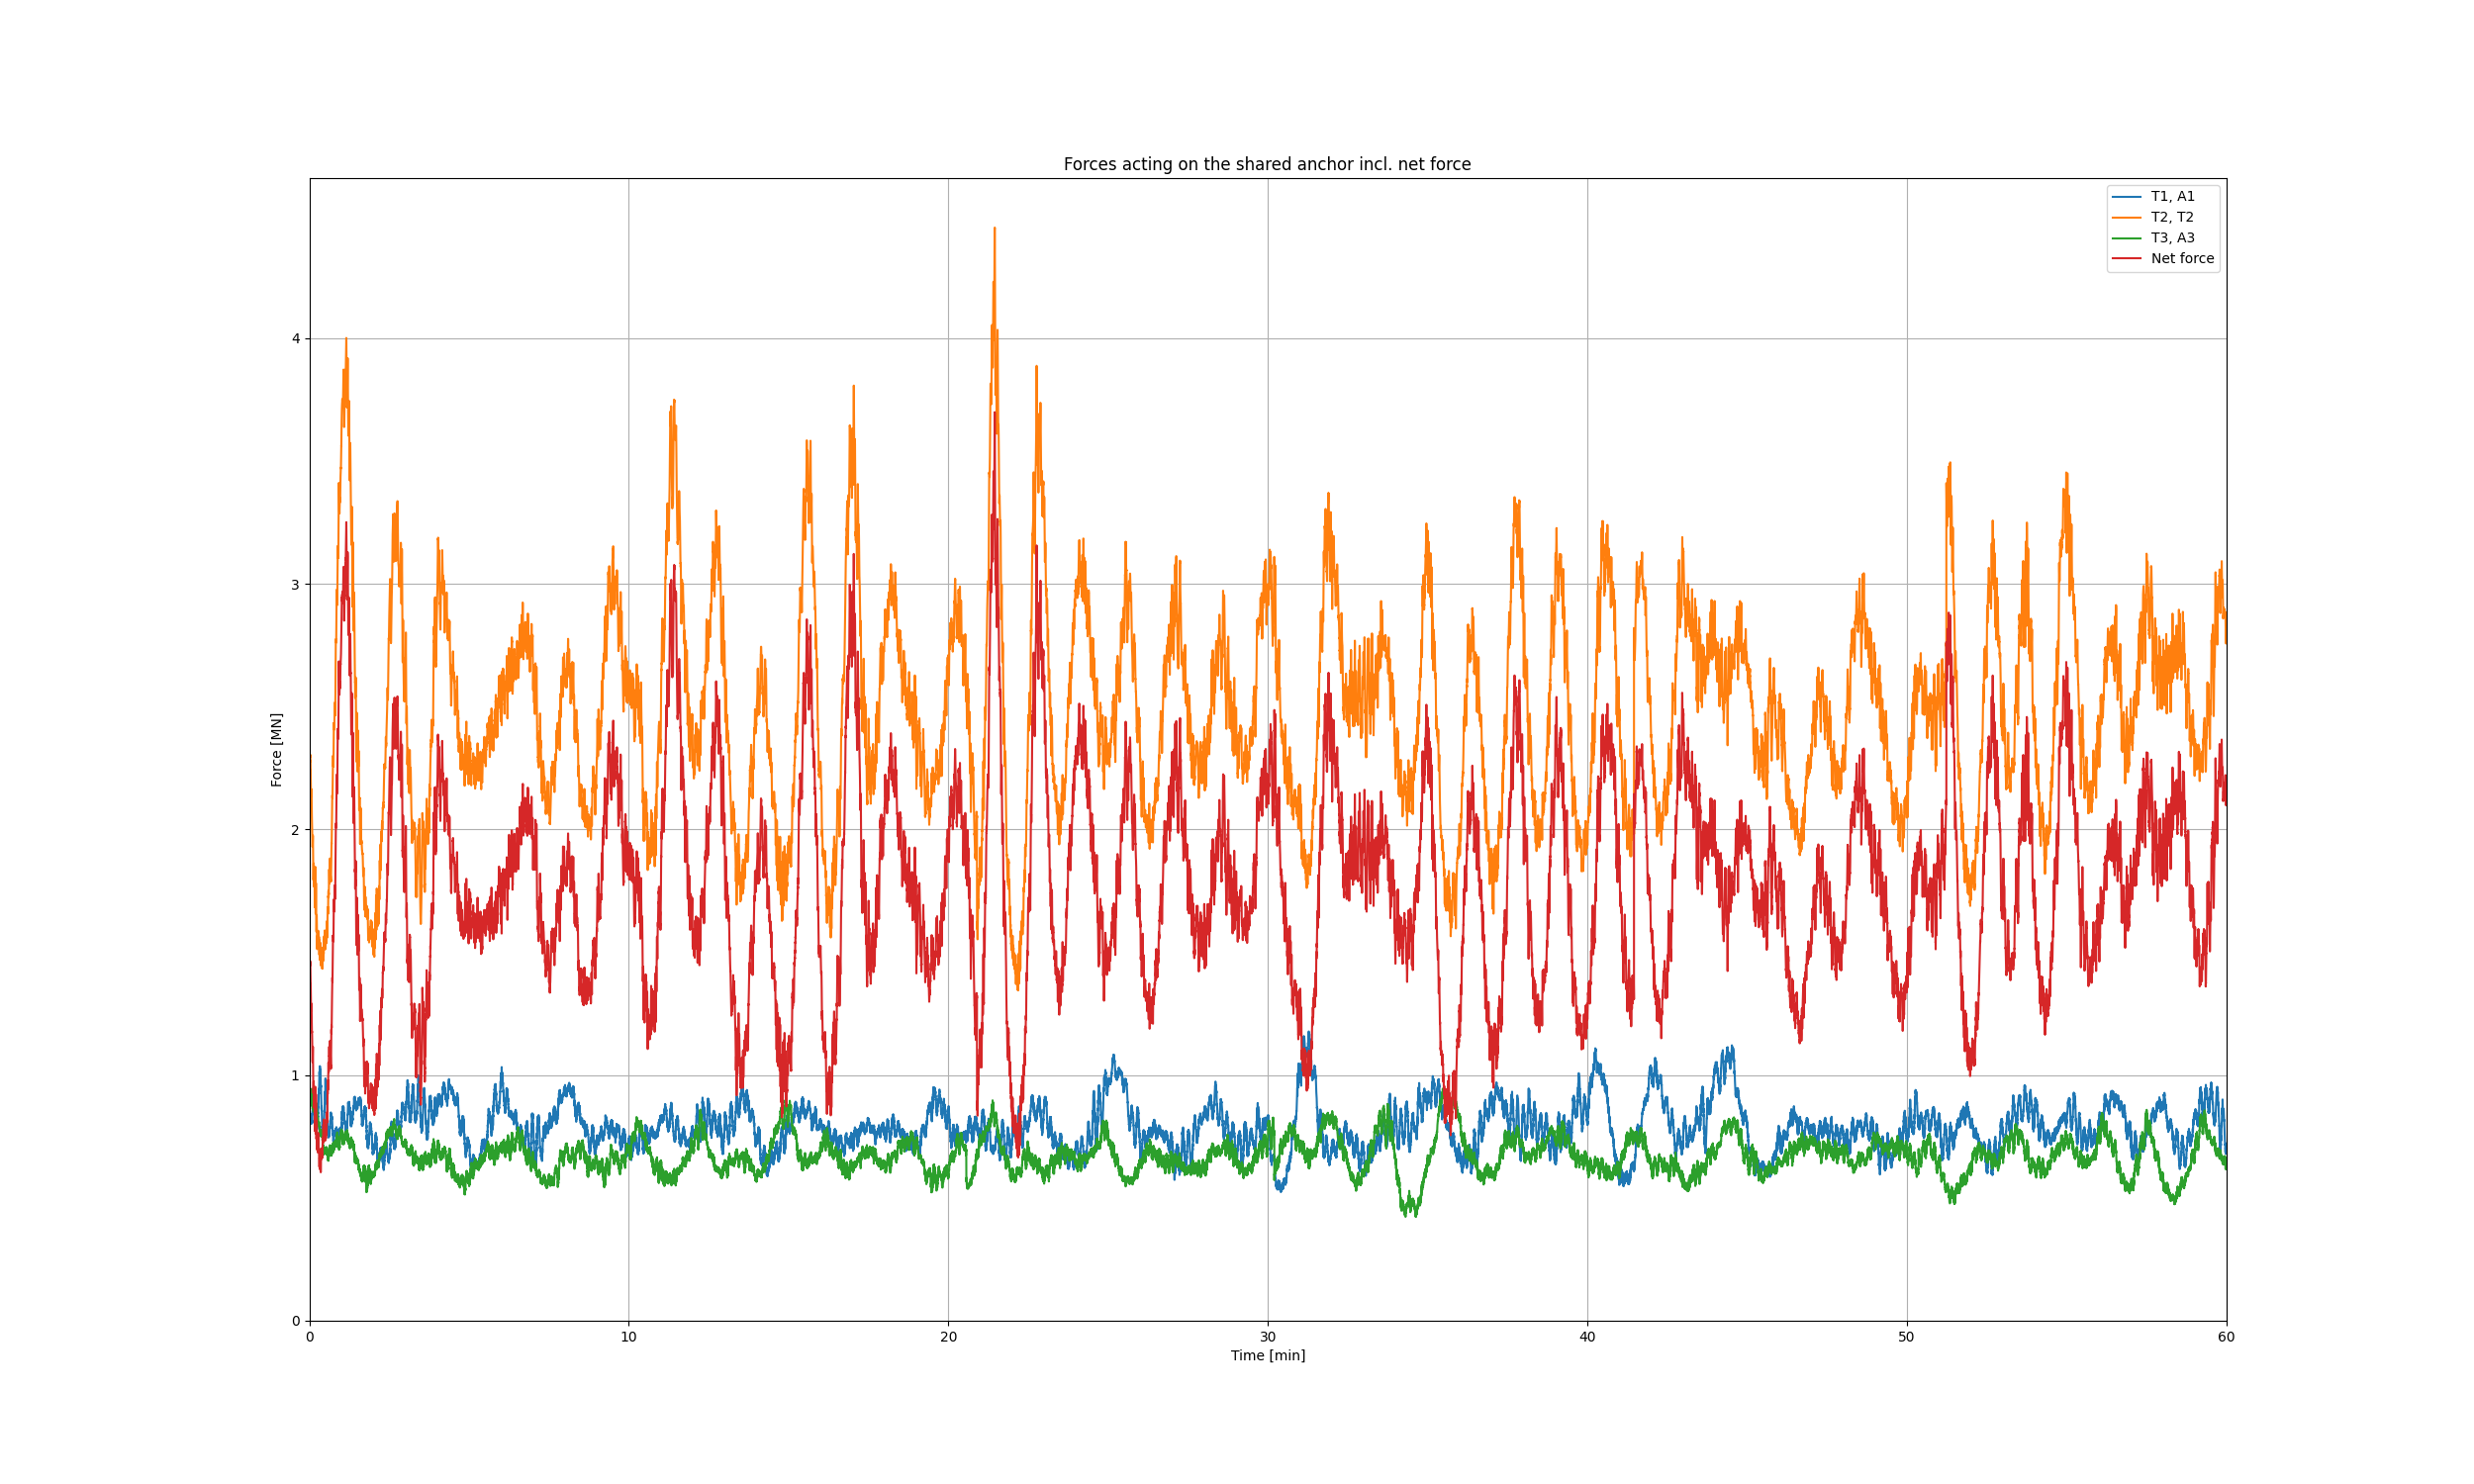 Forces acting on the shared anchor incl. net force
T1, A1
T2, T2
T3, A3
Net force
Force [MN]
4
3
2
1
0
0 10 20 30 40 50 60
Time [min]